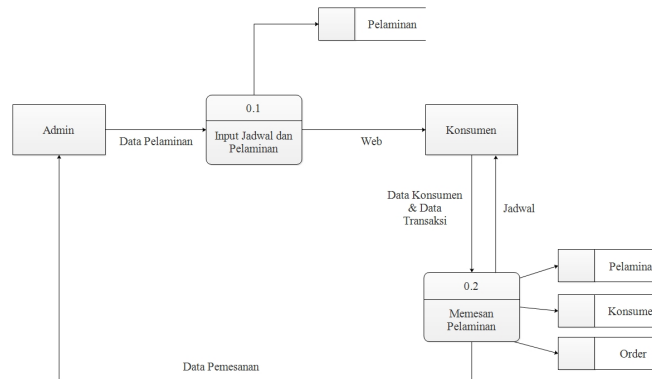 Pelaminan
0.1
Admin
Data Pelaminan
Input Jadwal dan
Pelaminan
Web
Konsumen
Data Konsumen
& Data
Transaksi
Jadwal
0.2
Memesan
Pelaminan
Pelamina
Konsume
Order
Data Pemesanan